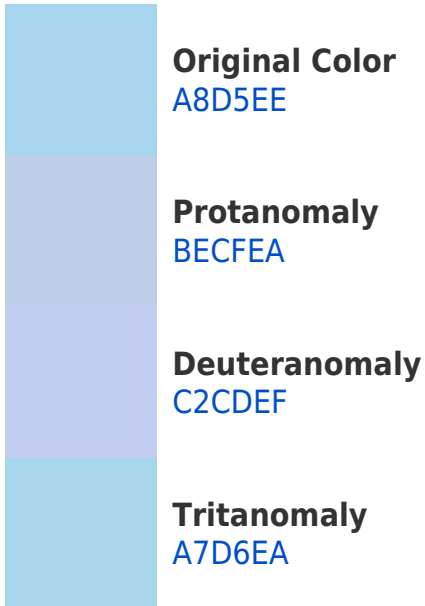 Original Color
A8D5EE
Protanomaly
BECFEA
Deuteranomaly
C2CDEF
Tritanomaly
A7D6EA